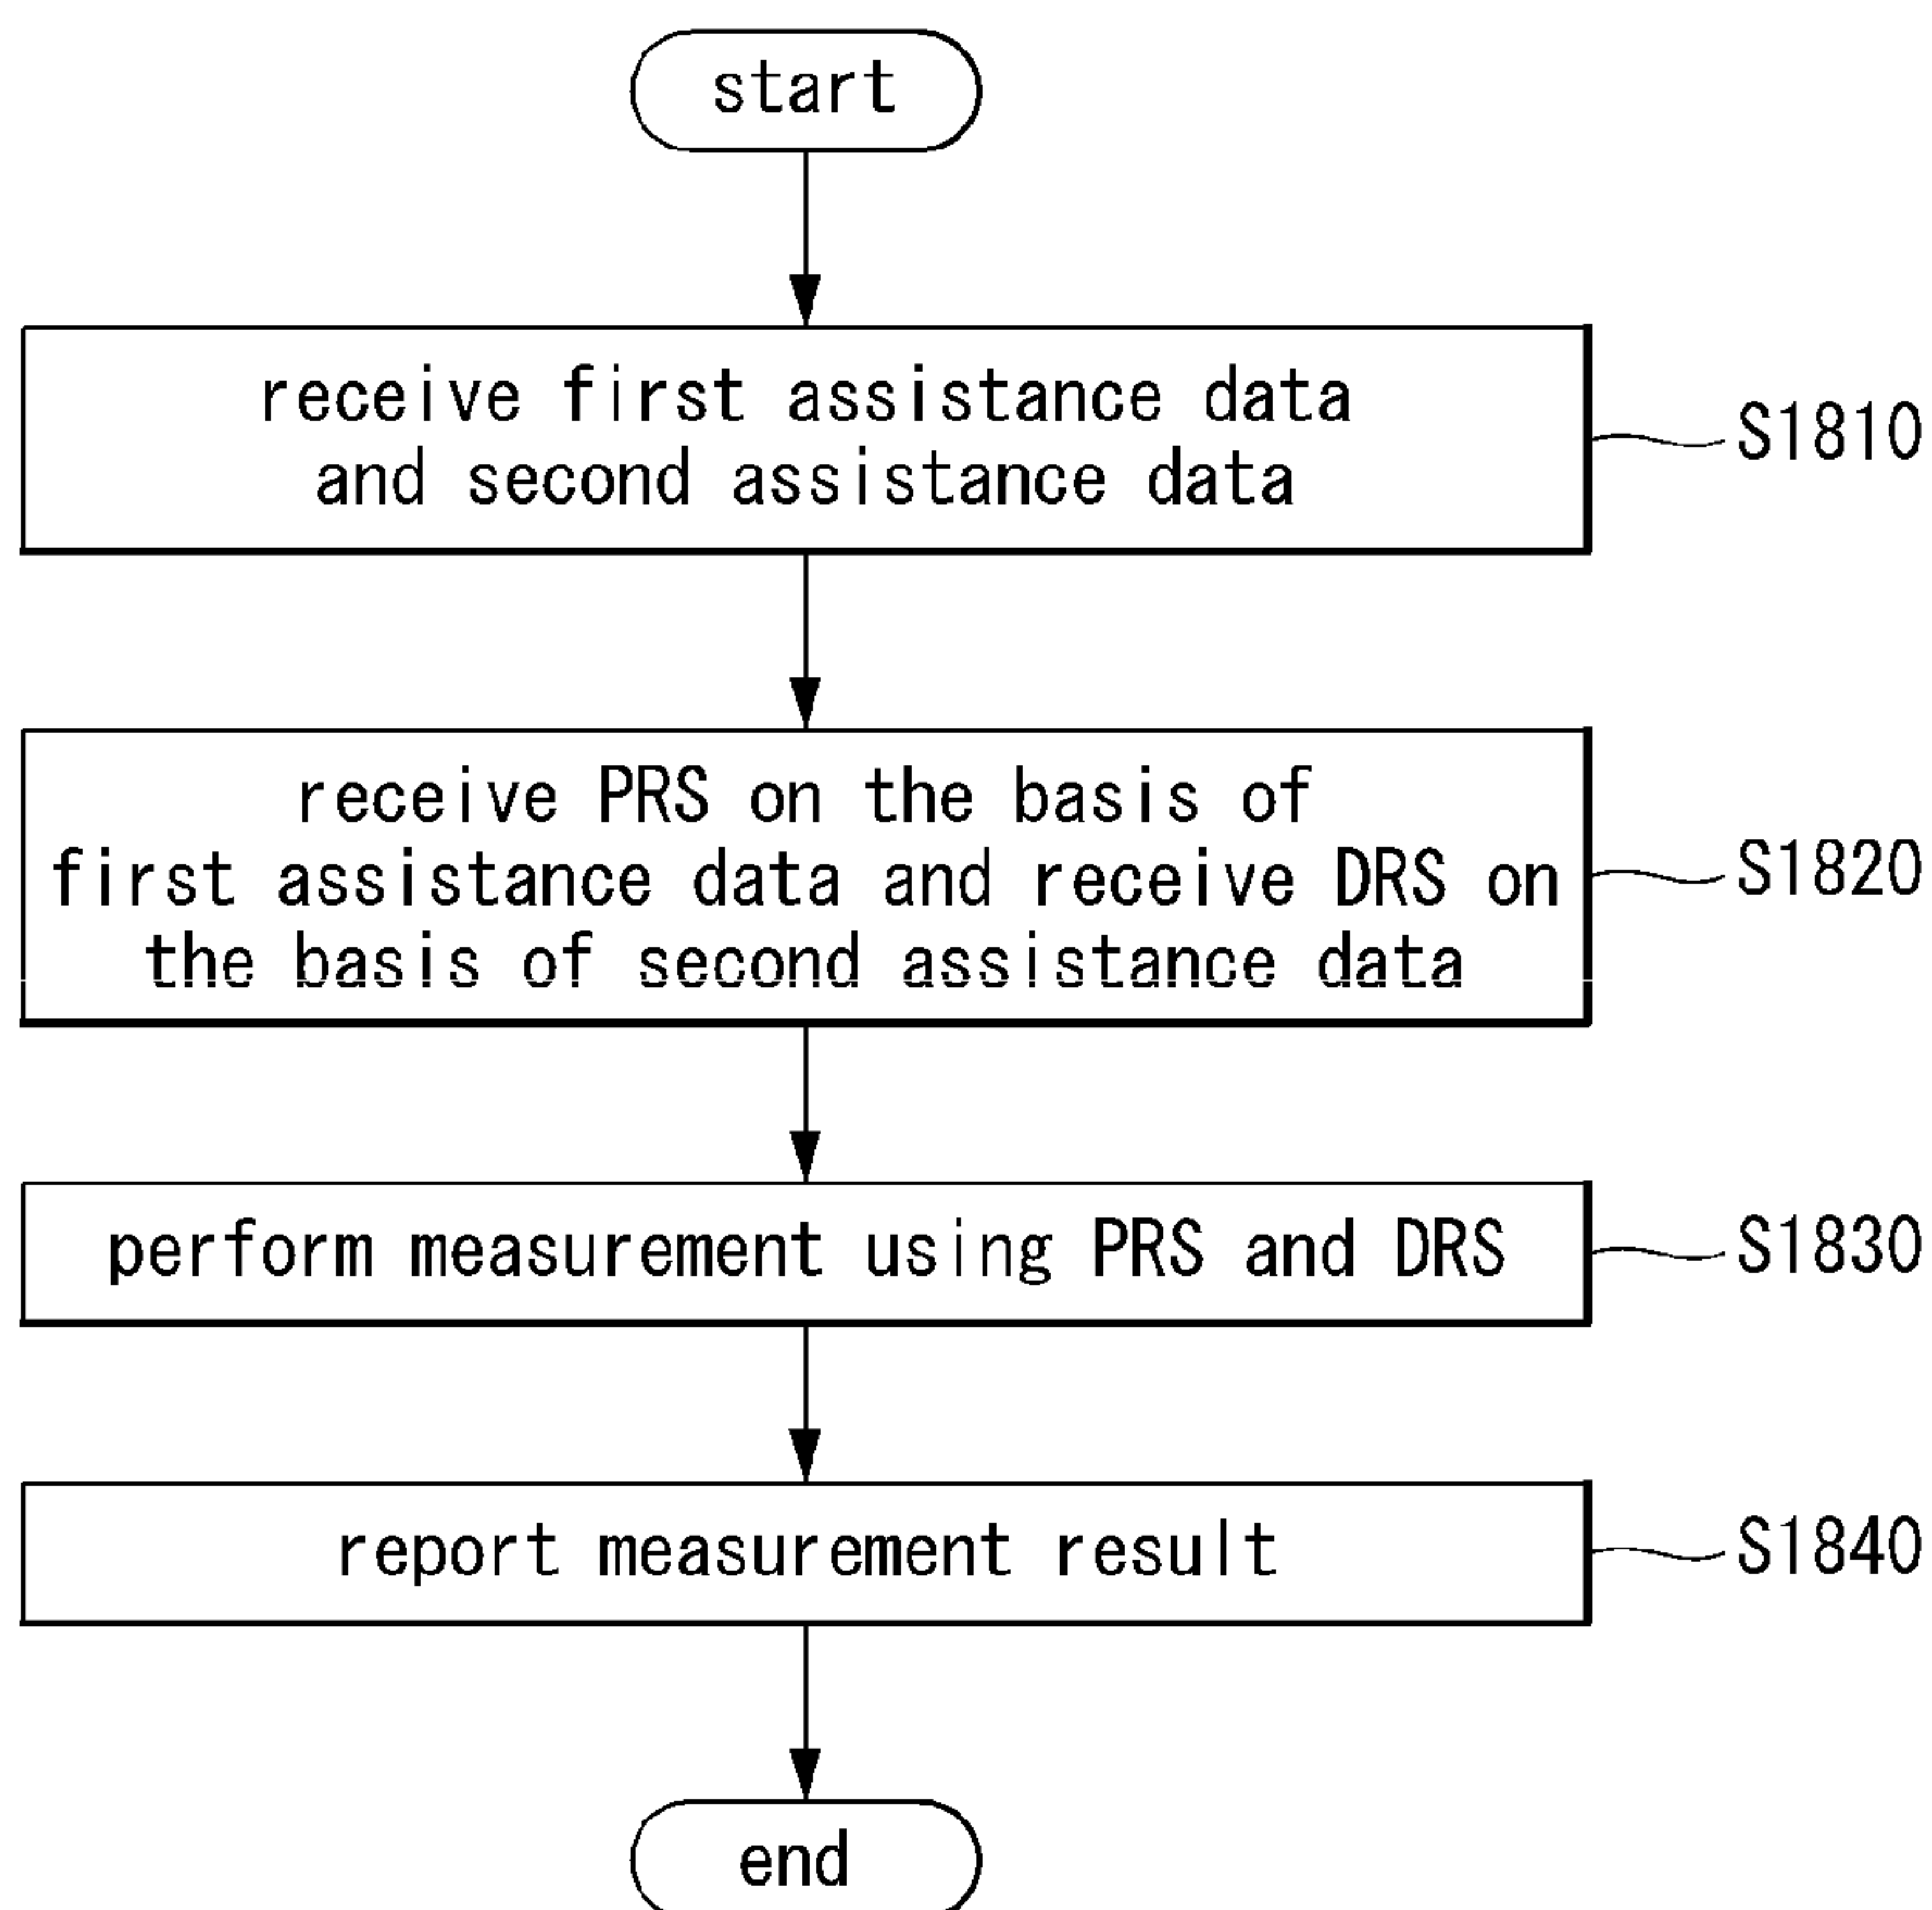 start
receive first assistance data
and second assistance data
S1810
receive PRS on the basis of
first assistance data and receive DRS on
the basis of second assistance data
S1820
perform measurement using PRS and DRS
S1830
report measurement result
S1840
end